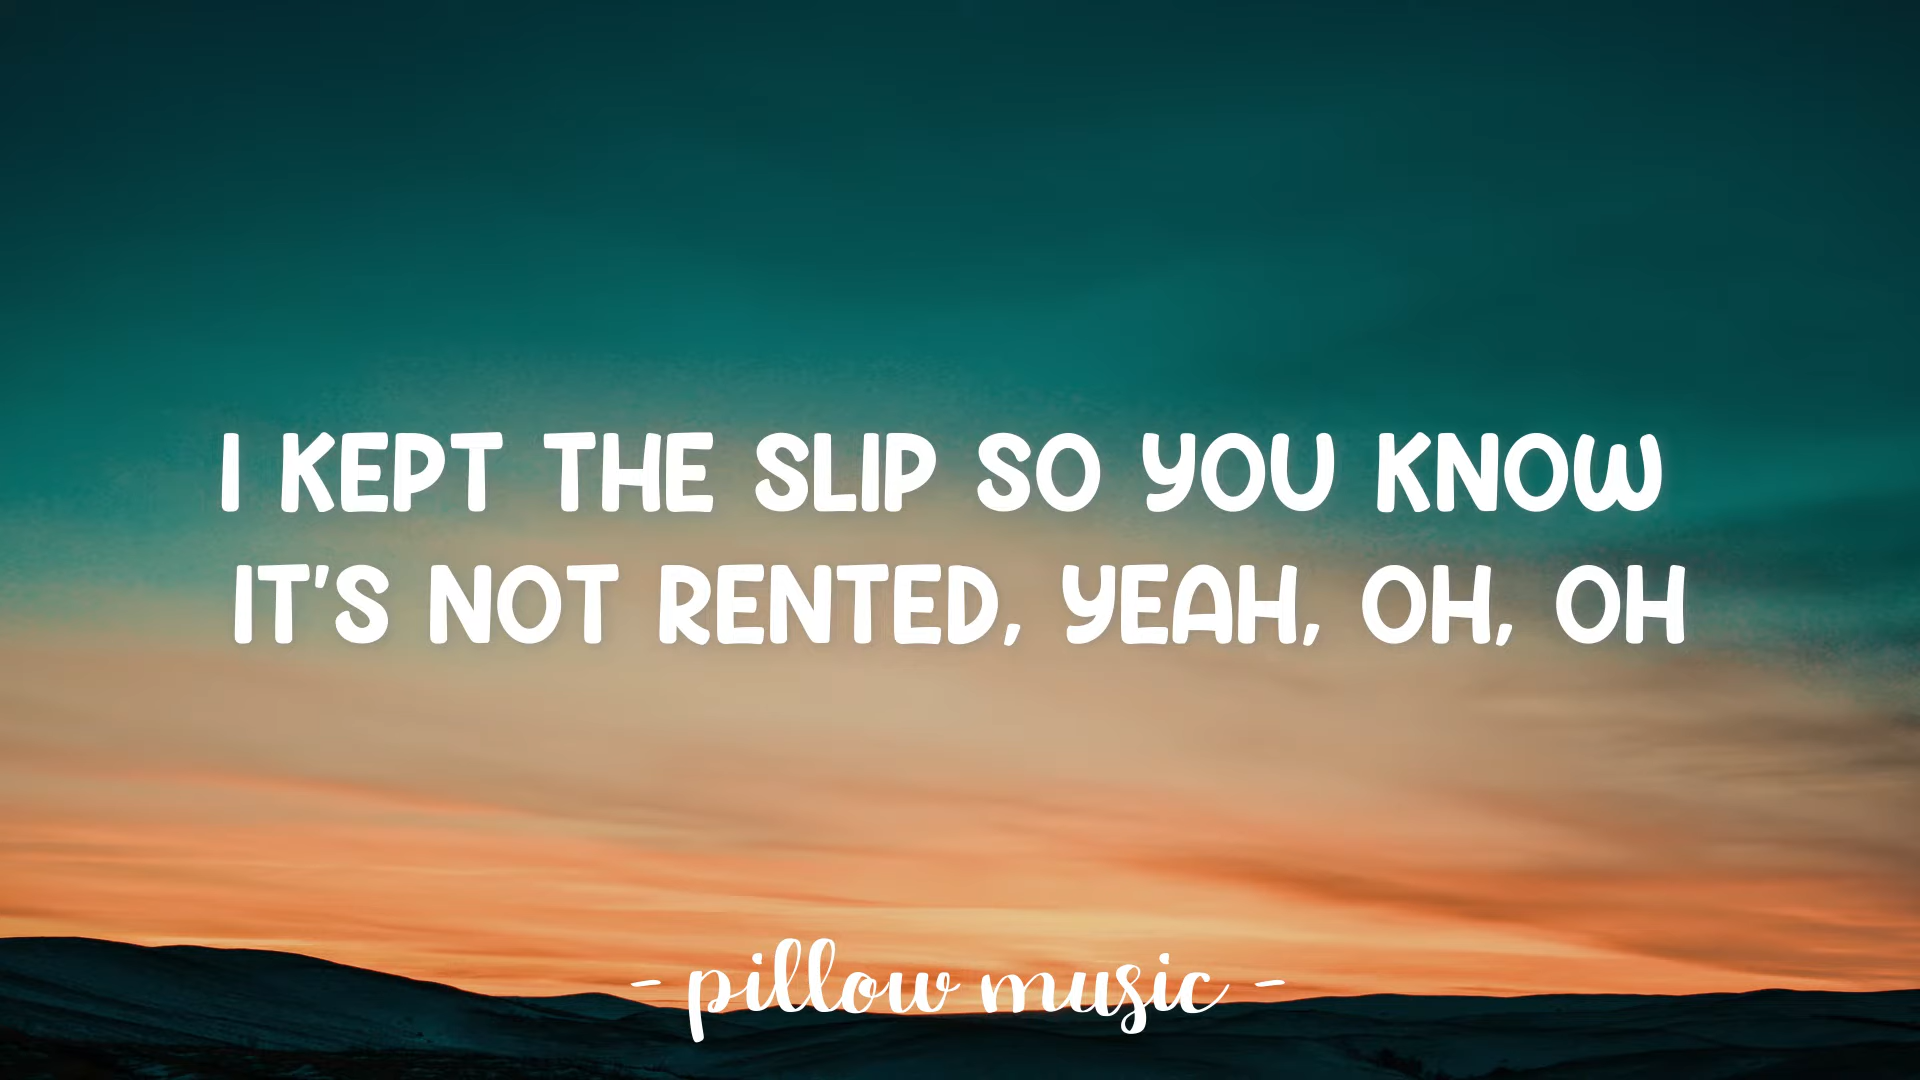 I KEPT THE SLIP SO YOU KNOW
IT'S NOT RENTED, YEAH, OH, OH
- pillow music -